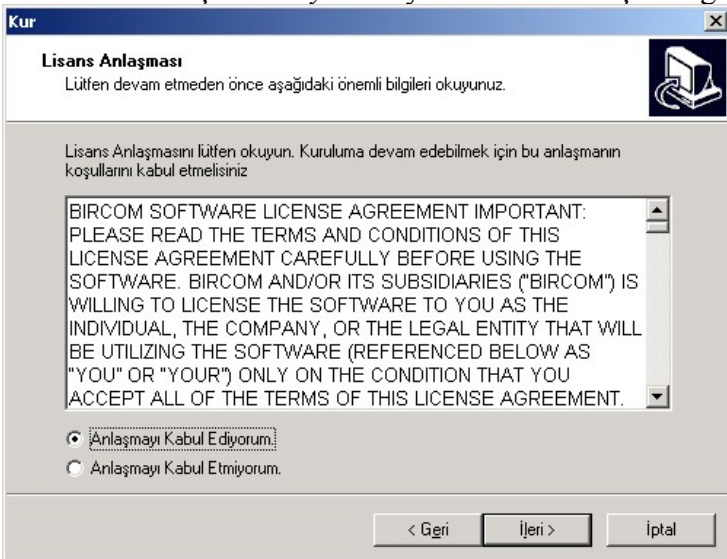 Kur
Lisans Anlaşması
Lütfen devam etmeden önce aşağıdaki önemli bilgileri okuyunuz.
Lisans Anlaşmasını lütfen okuyun. Kuruluma devam edebilmek için bu anlaşmanın
koşullarını kabul etmelisiniz
BIRCOM SOFTWARE LICENSE AGREEMENT IMPORTANT:
PLEASE READ THE TERMS AND CONDITIONS OF THIS
LICENSE AGREEMENT CAREFULLY BEFORE USING THE
SOFTWARE. BIRCOM AND/OR ITS SUBSIDIARIES ("BIRCOM") IS
WILLING TO LICENSE THE SOFTWARE TO YOU AS THE
INDIVIDUAL, THE COMPANY, OR THE LEGAL ENTITY THAT WILL
BE UTILIZING THE SOFTWARE (REFERENCED BELOW AS
"YOU" OR "YOUR") ONLY ON THE CONDITION THAT YOU
ACCEPT ALL OF THE TERMS OF THIS LICENSE AGREEMENT.
Anlaşmayı Kabul Ediyorum.
Anlaşmayı Kabul Etmiyorum.
< Geri İleri > İptal